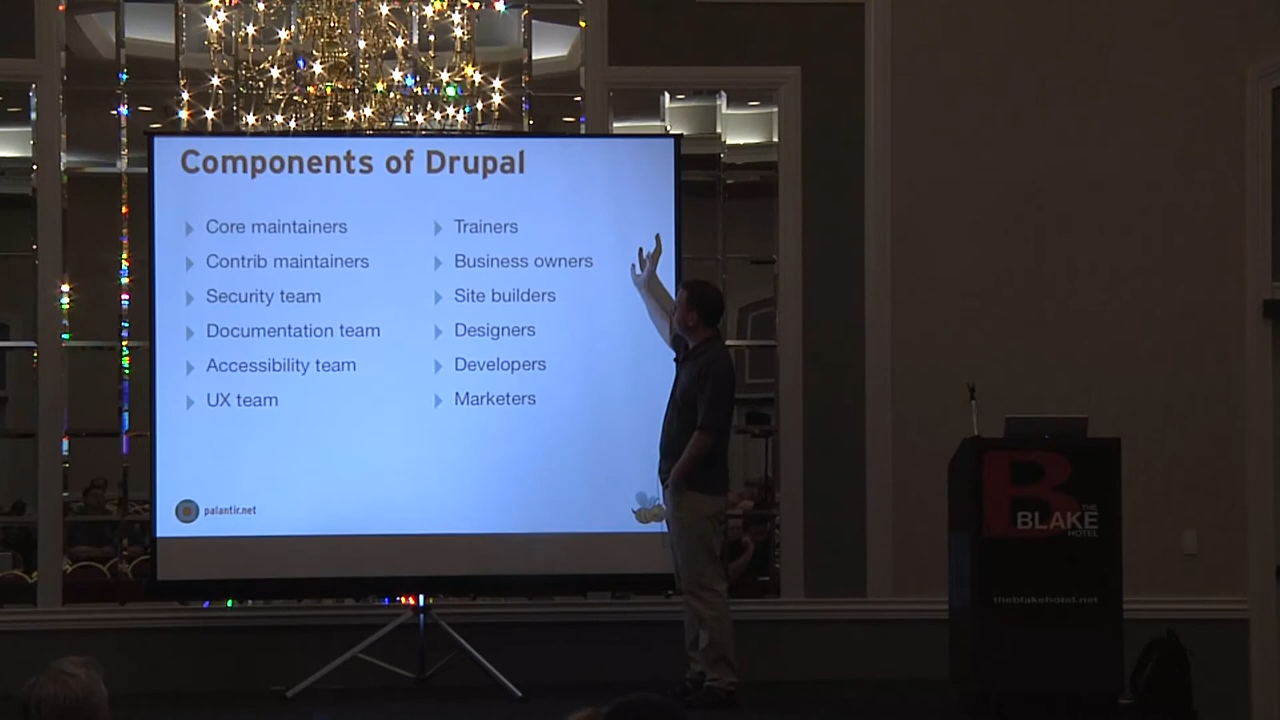 Components of Drupal
Core maintainers
Contrib maintainers
Security team
Documentation team
Accessibility team
UX team
Trainers
Business owners
Site builders
Designers
Developers
Marketers
palantir.net
B
THE
BLAKE
HOTEL
theblakehotel.net